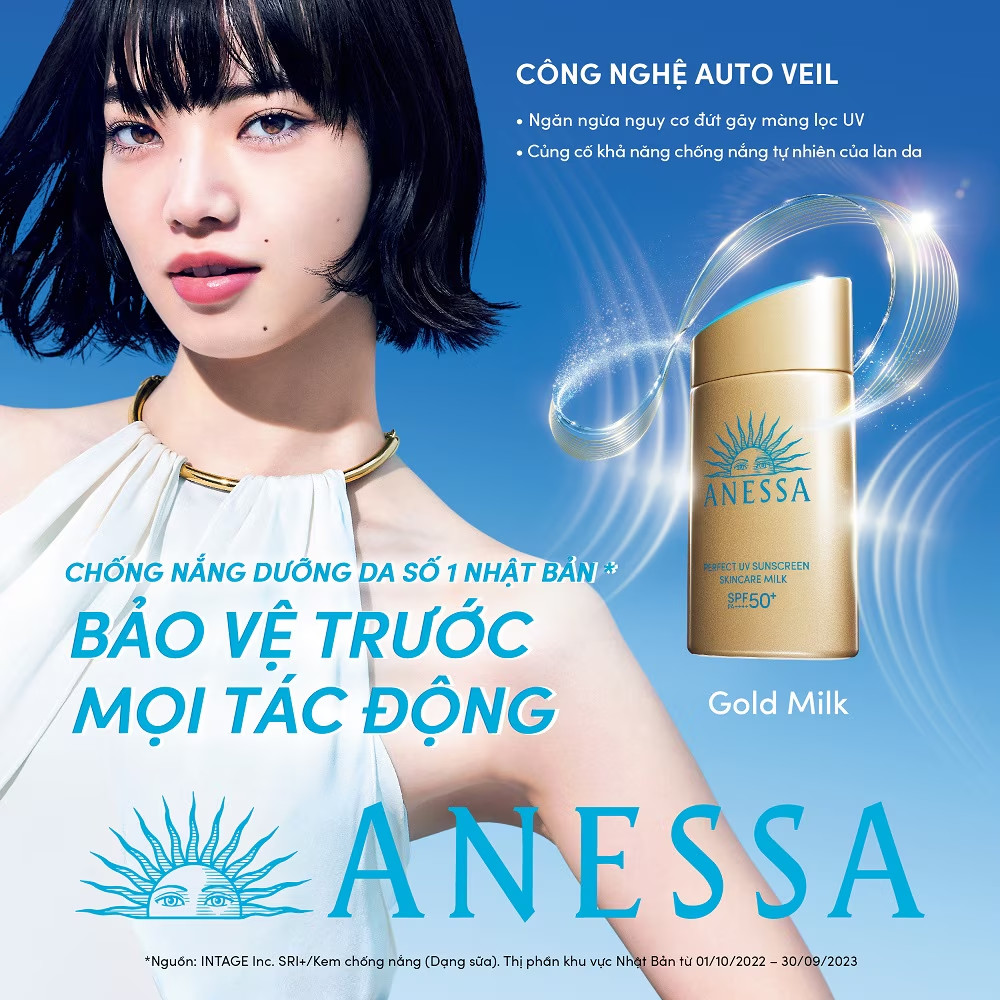 CÔNG NGHỆ AUTO VEIL
• Ngăn ngừa nguy cơ đứt gãy màng lọc UV
• Củng cố khả năng chống nắng tự nhiên của làn da
ANESSA
PERFECT UV SUNSCREEN
SKINCARE MILK
SPF50+
PA++++
Gold Milk
CHỐNG NẮNG DƯỠNG DA SỐ 1 NHẬT BẢN *
BẢO VỆ TRƯỚC
MỌI TÁC ĐỘNG
ANESSA
*Nguồn: INTAGE Inc. SRI+/Kem chống nắng (Dạng sữa). Thị phần khu vực Nhật Bản từ 01/10/2022 – 30/09/2023